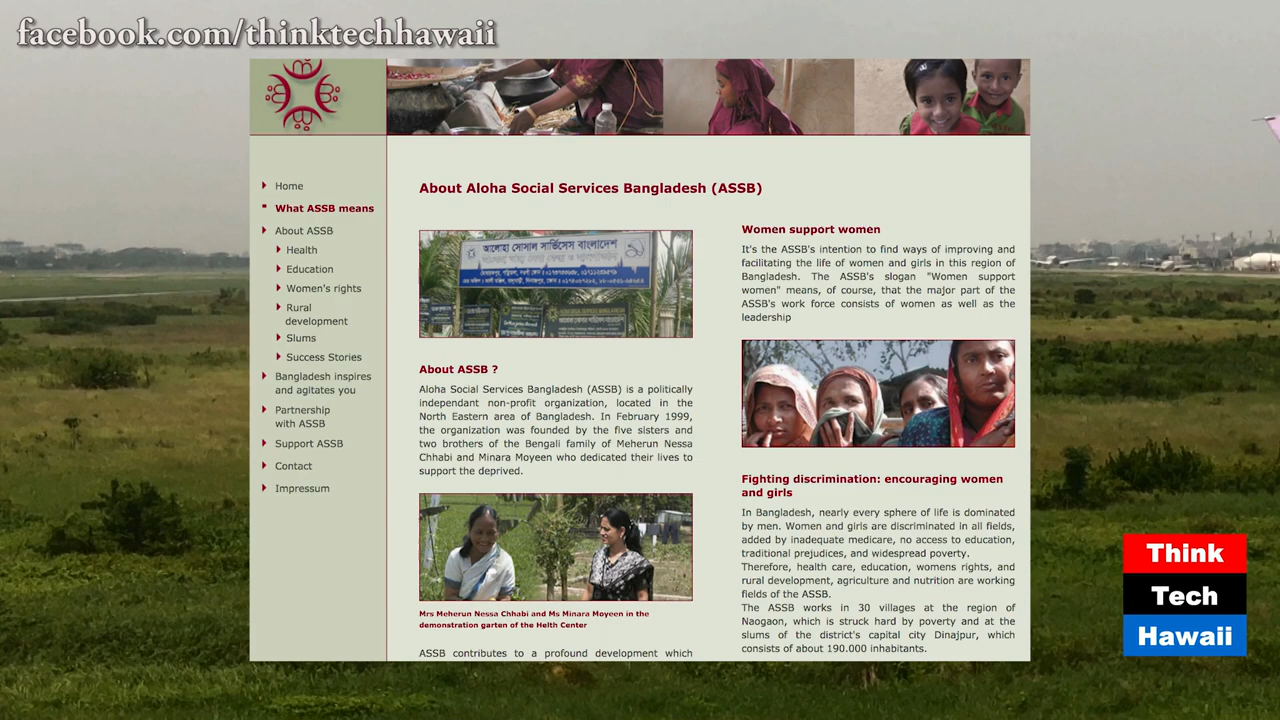 facebook.com/thinktechhawaii
Home
What ASSB means
About ASSB
Health
Education
Women's rights
Rural
development
Slums
Success Stories
Bangladesh inspires
and agitates you
Partnership
with ASSB
Support ASSB
Contact
Impressum
About Aloha Social Services Bangladesh (ASSB)
আলোহা সোসাল সার্ভিসেস বাংলাদেশ
About ASSB ?
Aloha Social Services Bangladesh (ASSB) is a politically
independant non-profit organization, located in the
North Eastern area of Bangladesh. In February 1999,
the organization was founded by the five sisters and
two brothers of the Bengali family of Meherun Nessa
Chhabi and Minara Moyeen who dedicated their lives to
support the deprived.
Mrs Meherun Nessa Chhabi and Ms Minara Moyeen in the
demonstration garten of the Helth Center
ASSB contributes to a profound development which
Women support women
It's the ASSB's intention to find ways of improving and
facilitating the life of women and girls in this region of
Bangladesh. The ASSB's slogan "Women support
women" means, of course, that the major part of the
ASSB's work force consists of women as well as the
leadership
Fighting discrimination: encouraging women
and girls
In Bangladesh, nearly every sphere of life is dominated
by men. Women and girls are discriminated in all fields,
added by inadequate medicare, no access to education,
traditional prejudices, and widespread poverty.
Therefore, health care, education, womens rights, and
rural development, agriculture and nutrition are working
fields of the ASSB.
The ASSB works in 30 villages at the region of
Naogaon, which is struck hard by poverty and at the
slums of the district's capital city Dinajpur, which
consists of about 190.000 inhabitants.
Think
Tech
Hawaii